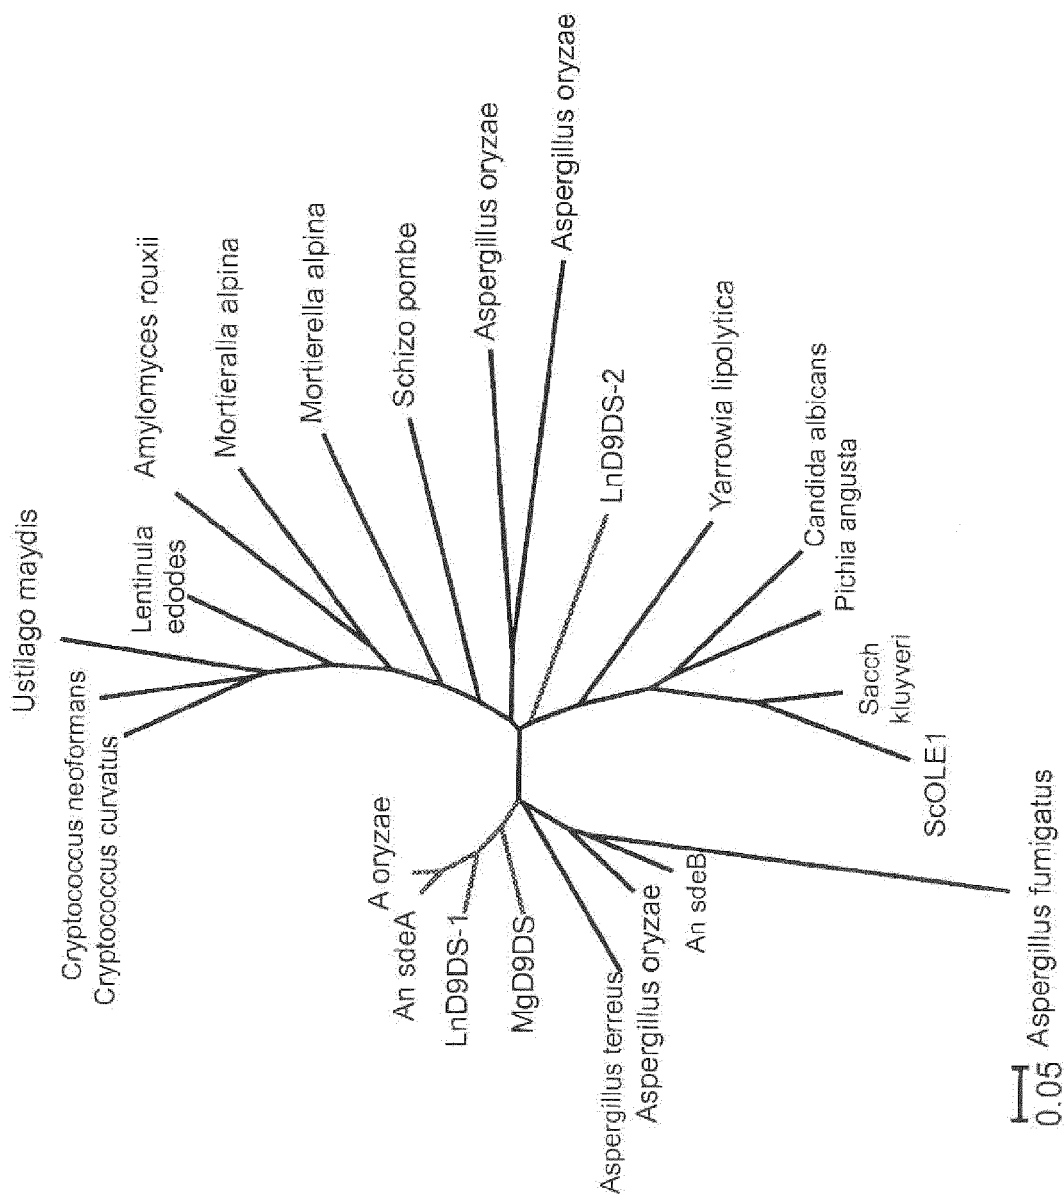 Ustilago maydis
Cryptococcus neoformans
Cryptococcus curvatus
Lentinula
edodes
Amylomyces rouxii
Mortieralla alpina
Mortierella alpina
Schizo pombe
Aspergillus oryzae
Aspergillus oryzae
LnD9DS-2
Yarrowia lipolytica
Candida albicans
Pichia angusta
Sacch
kluyveri
ScOLE1
A oryzae
An sdeA
LnD9DS-1
MgD9DS
Aspergillus terreus
Aspergillus oryzae
An sdeB
Aspergillus fumigatus
0.05